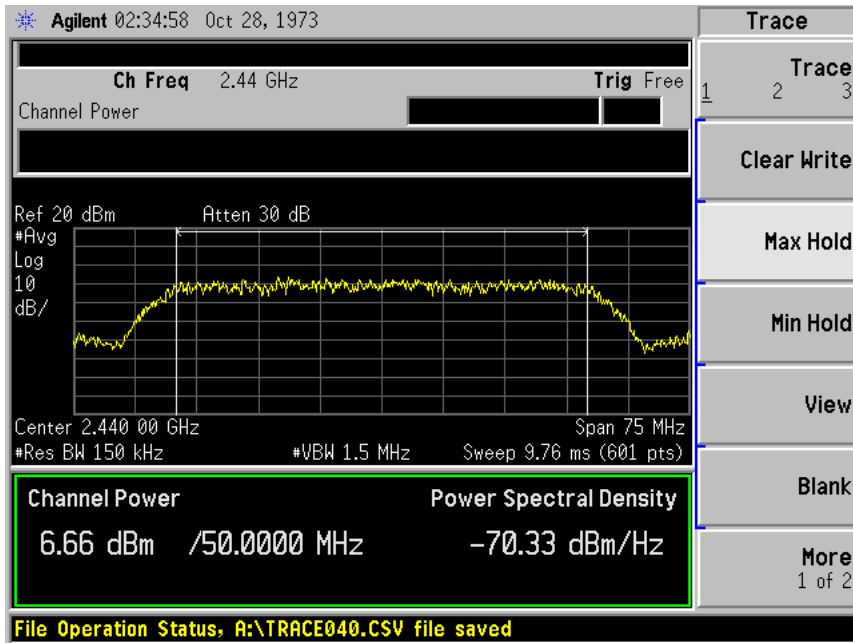 Agilent 02:34:58 Oct 28, 1973
Trace
Ch Freq 2.44 GHz Trig Free
Channel Power
Trace
1 2 3
Clear Write
Max Hold
Min Hold
View
Blank
More
1 of 2
Ref 20 dBm Atten 30 dB
#Avg
Log
10
dB/
Center 2.440 00 GHz Span 75 MHz
#Res BW 150 kHz #VBW 1.5 MHz Sweep 9.76 ms (601 pts)
Channel Power Power Spectral Density
6.66 dBm /50.0000 MHz -70.33 dBm/Hz
File Operation Status, A:\TRACE040.CSV file saved